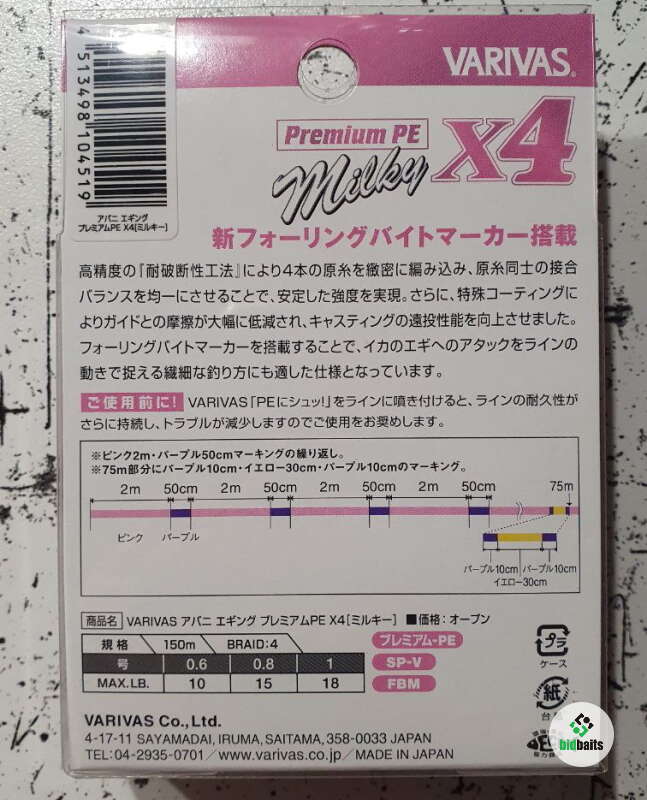 4 513498 104519
アバニ エギング
プレミアムPE X4[ミルキー]
VARIVAS®
Premium PE
Milky
X4
新フォーリングバイトマーカー搭載
高精度の『耐破断性工法』により4本の原糸を緻密に編み込み、原糸同士の接合
バランスを均一にさせることで、安定した強度を実現。さらに、特殊コーティングに
よりガイドとの摩擦が大幅に低減され、キャスティングの遠投性能を向上させました。
フォーリングバイトマーカーを搭載することで、イカのエギへのアタックをラインの
動きで捉える繊細な釣り方にも適した仕様となっています。
ご使用前に! VARIVAS「PEにシュッ!」をラインに噴き付けると、ラインの耐久性が
さらに持続し、トラブルが減少しますのでご使用をお奨めします。
※ピンク2m・パープル50cmマーキングの繰り返し。
※75m部分にパープル10cm・イエロー30cm・パープル10cmのマーキング。
2m 50cm 2m 50cm 2m 50cm 2m 50cm 75m
ピンク パープル
パープル10cm パープル10cm
イエロー30cm
商品名 VARIVAS アバニ エギング プレミアムPE X4[ミルキー] ■価格:オープン
規格 150m BRAID:4 プレミアム-PE
号 0.6 0.8 1 SP-V
MAX.LB. 10 15 18 FBM
プラ
ケース
紙
VARIVAS Co.,Ltd.
4-17-11 SAYAMADAI, IRUMA, SAITAMA, 358-0033 JAPAN
TEL:04-2935-0701/www.varivas.co.jp/MADE IN JAPAN
bidbaits